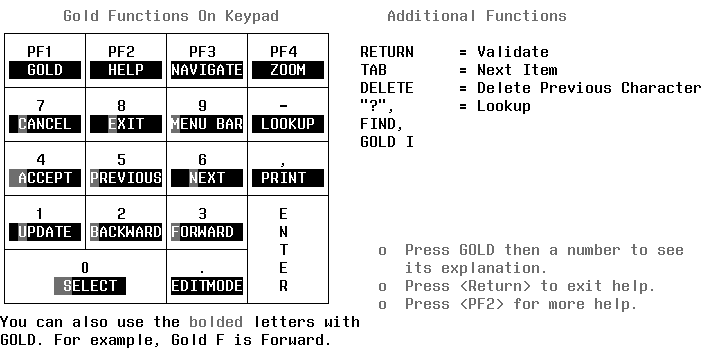 Gold Functions On Keypad
PF1 PF2 PF3 PF4
GOLD HELP NAVIGATE ZOOM
7 8 9 -
CANCEL EXIT MENU BAR LOOKUP
4 5 6 ,
ACCEPT PREVIOUS NEXT PRINT
1 2 3
UPDATE BACKWARD FORWARD
0 .
SELECT EDITMODE
E
N
T
E
R
You can also use the bolded letters with
GOLD. For example, Gold F is Forward.
Additional Functions
RETURN = Validate
TAB = Next Item
DELETE = Delete Previous Character
"?", = Lookup
FIND,
GOLD I
o Press GOLD then a number to see
its explanation.
o Press <Return> to exit help.
o Press <PF2> for more help.